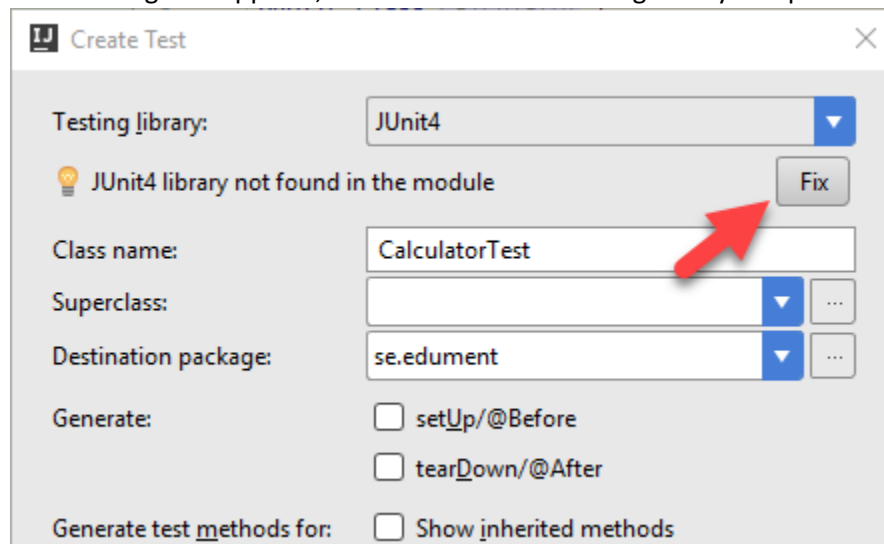 IJ Create Test
Testing library: JUnit4
JUnit4 library not found in the module Fix
Class name: CalculatorTest
Superclass: ...
Destination package: se.edument ...
Generate: setUp/@Before
tearDown/@After
Generate test methods for: Show inherited methods